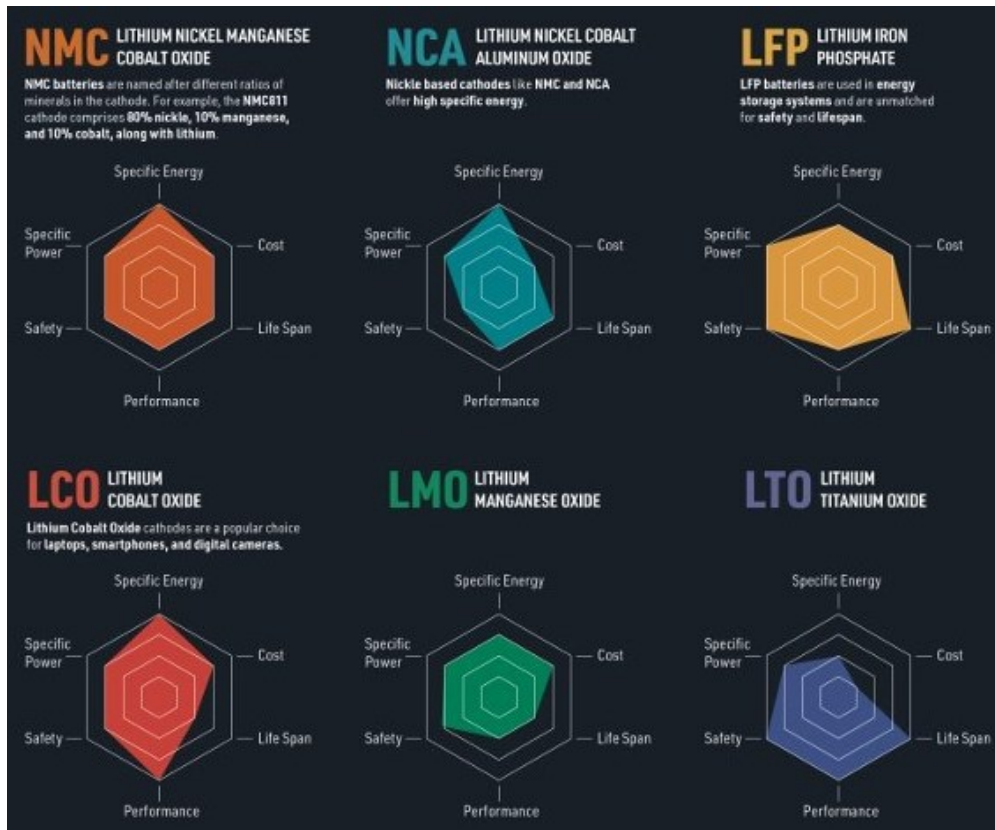 NMC LITHIUM NICKEL MANGANESE
COBALT OXIDE
NMC batteries are named after different ratios of
minerals in the cathode. For example, the NMC811
cathode comprises 80% nickle, 10% manganese,
and 10% cobalt, along with lithium.
Specific Energy
Specific
Power
Cost
Safety
Life Span
Performance
NCA LITHIUM NICKEL COBALT
ALUMINUM OXIDE
Nickle based cathodes like NMC and NCA
offer high specific energy.
Specific Energy
Specific
Power
Cost
Safety
Life Span
Performance
LFP LITHIUM IRON
PHOSPHATE
LFP batteries are used in energy
storage systems and are unmatched
for safety and lifespan.
Specific Energy
Specific
Power
Cost
Safety
Life Span
Performance
LCO LITHIUM
COBALT OXIDE
Lithium Cobalt Oxide cathodes are a popular choice
for laptops, smartphones, and digital cameras.
Specific Energy
Specific
Power
Cost
Safety
Life Span
Performance
LMO LITHIUM
MANGANESE OXIDE
Specific Energy
Specific
Power
Cost
Safety
Life Span
Performance
LTO LITHIUM
TITANIUM OXIDE
Specific Energy
Specific
Power
Cost
Safety
Life Span
Performance